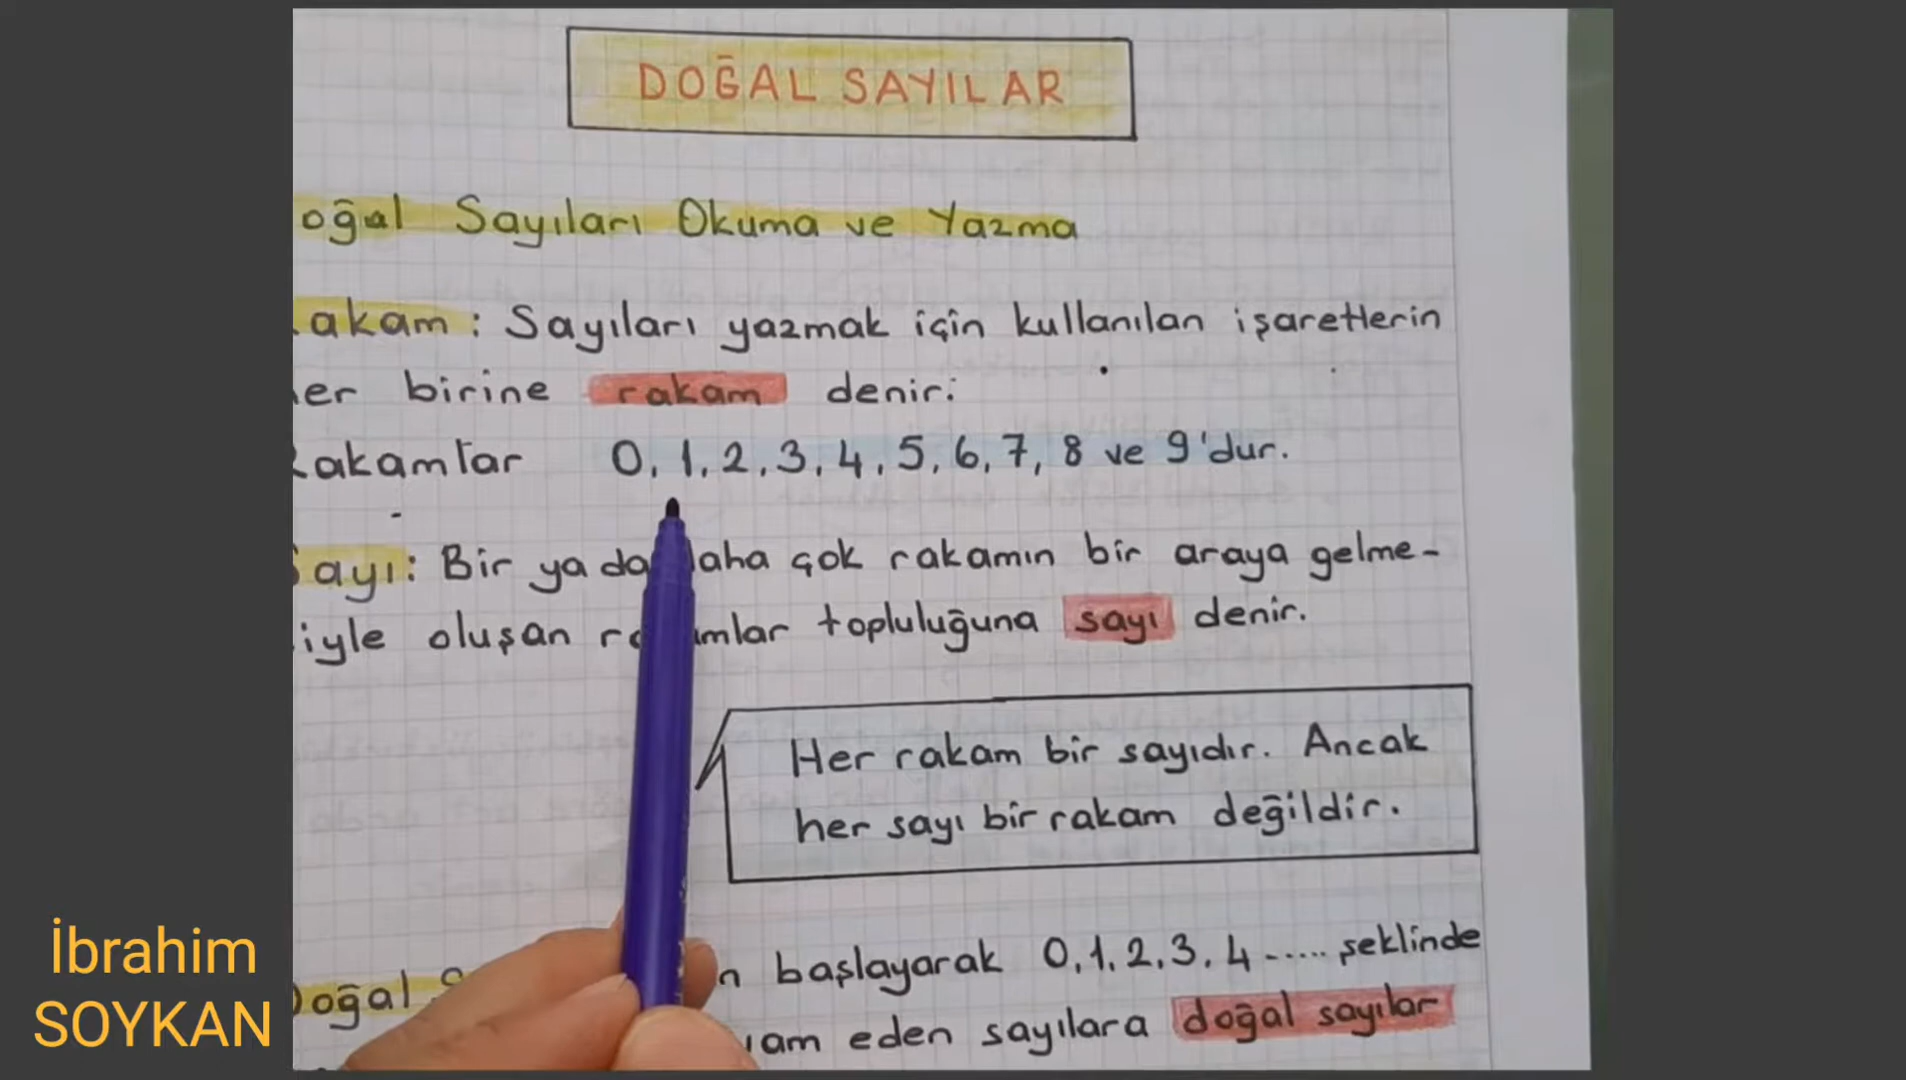 DOĞAL SAYILAR
oğal Sayıları Okuma ve Yazma
akam: Sayıları yazmak için kullanılan işaretlerin
er birine rakam denir.
akamlar 0, 1, 2, 3, 4, 5, 6, 7, 8 ve 9'dur.
ayı: Bir ya da aha çok rakamın bir araya gelme-
iyle oluşan mlar topluluğuna sayı denir.
Her rakam bir sayıdır. Ancak
her sayı bir rakam değildir.
oğal S n başlayarak 0, 1, 2, 3, 4 ..... şeklinde
am eden sayılara doğal sayılar
İbrahim
SOYKAN